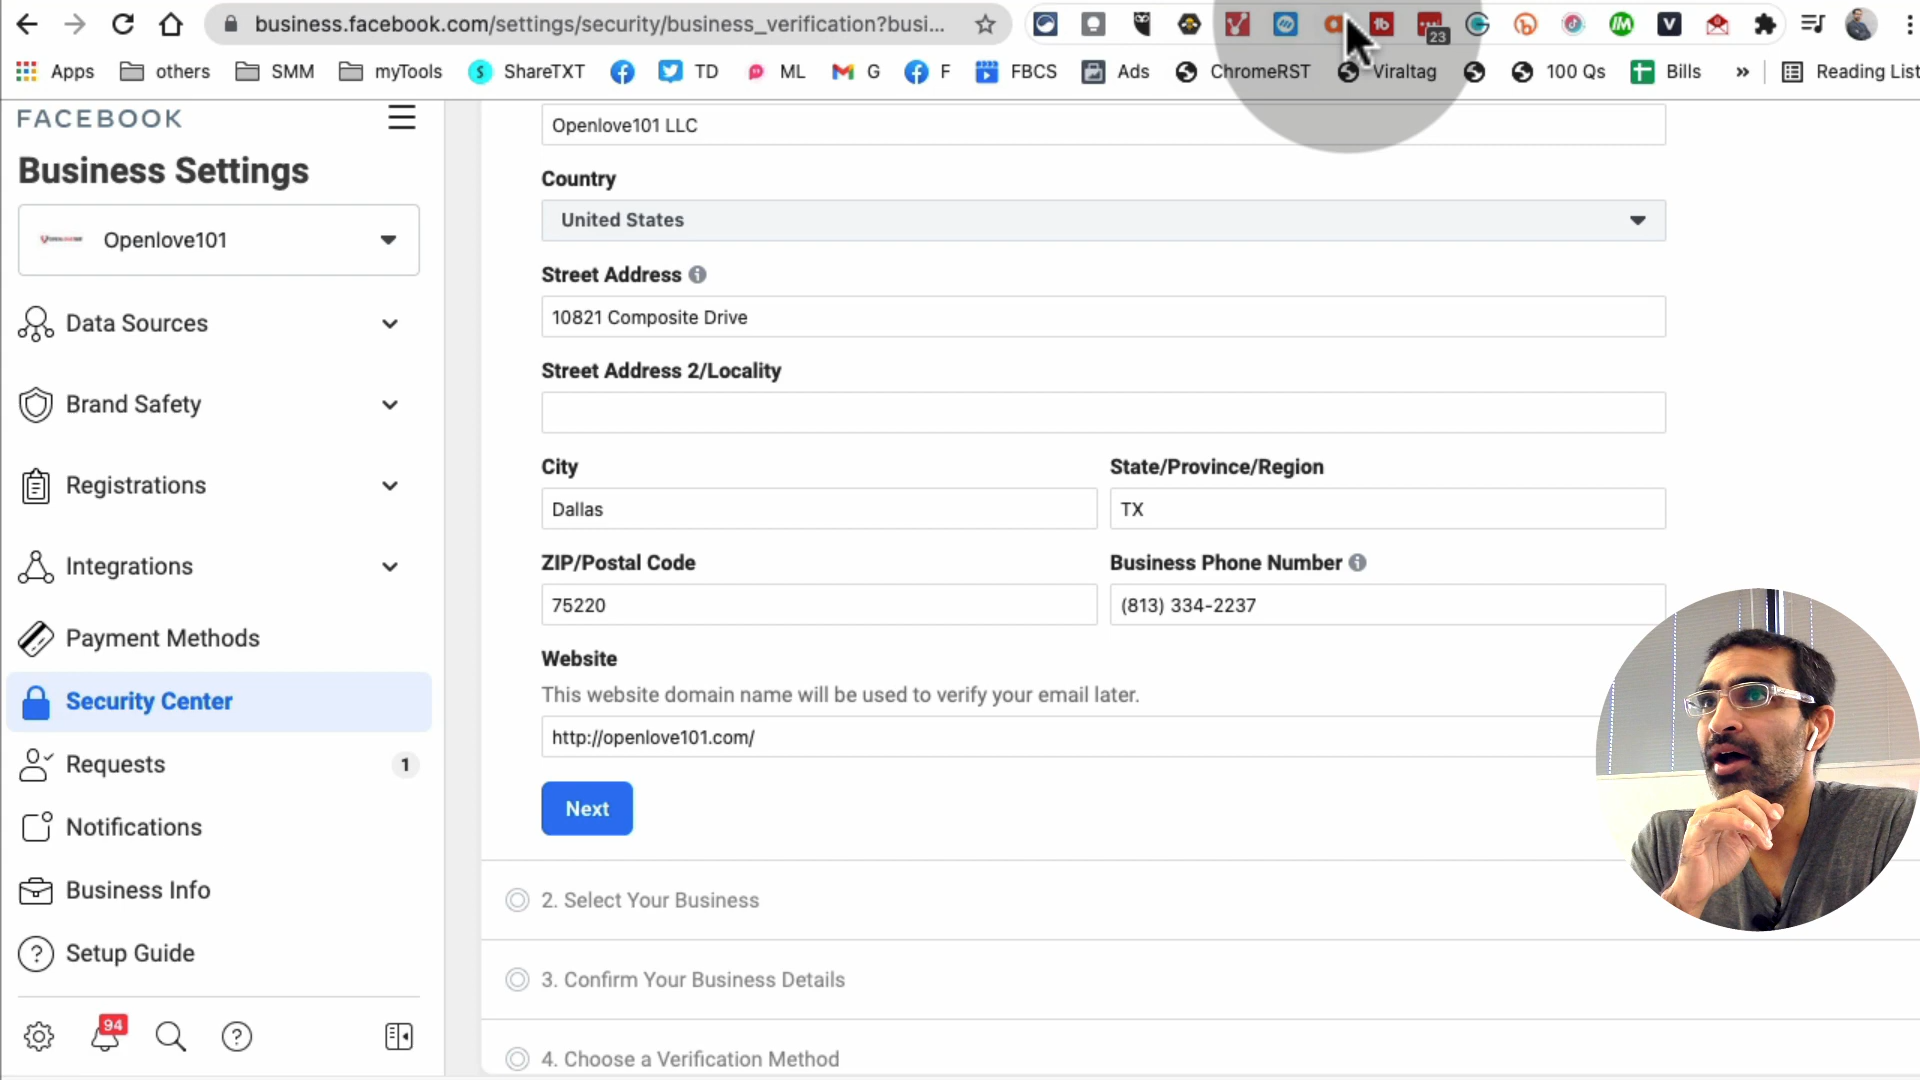 business.facebook.com/settings/security/business_verification?busi...
23
Apps
others
SMM
myTools
ShareTXT
TD
ML
G
F
FBCS
Ads
ChromeRST
Viraltag
100 Qs
Bills
»
Reading List
FACEBOOK
Business Settings
Openlove101
Data Sources
Brand Safety
Registrations
Integrations
Payment Methods
Security Center
Requests
1
Notifications
Business Info
Setup Guide
94
Openlove101 LLC
Country
United States
Street Address
10821 Composite Drive
Street Address 2/Locality
City
State/Province/Region
Dallas
TX
ZIP/Postal Code
Business Phone Number
75220
(813) 334-2237
Website
This website domain name will be used to verify your email later.
http://openlove101.com/
Next
2. Select Your Business
3. Confirm Your Business Details
4. Choose a Verification Method